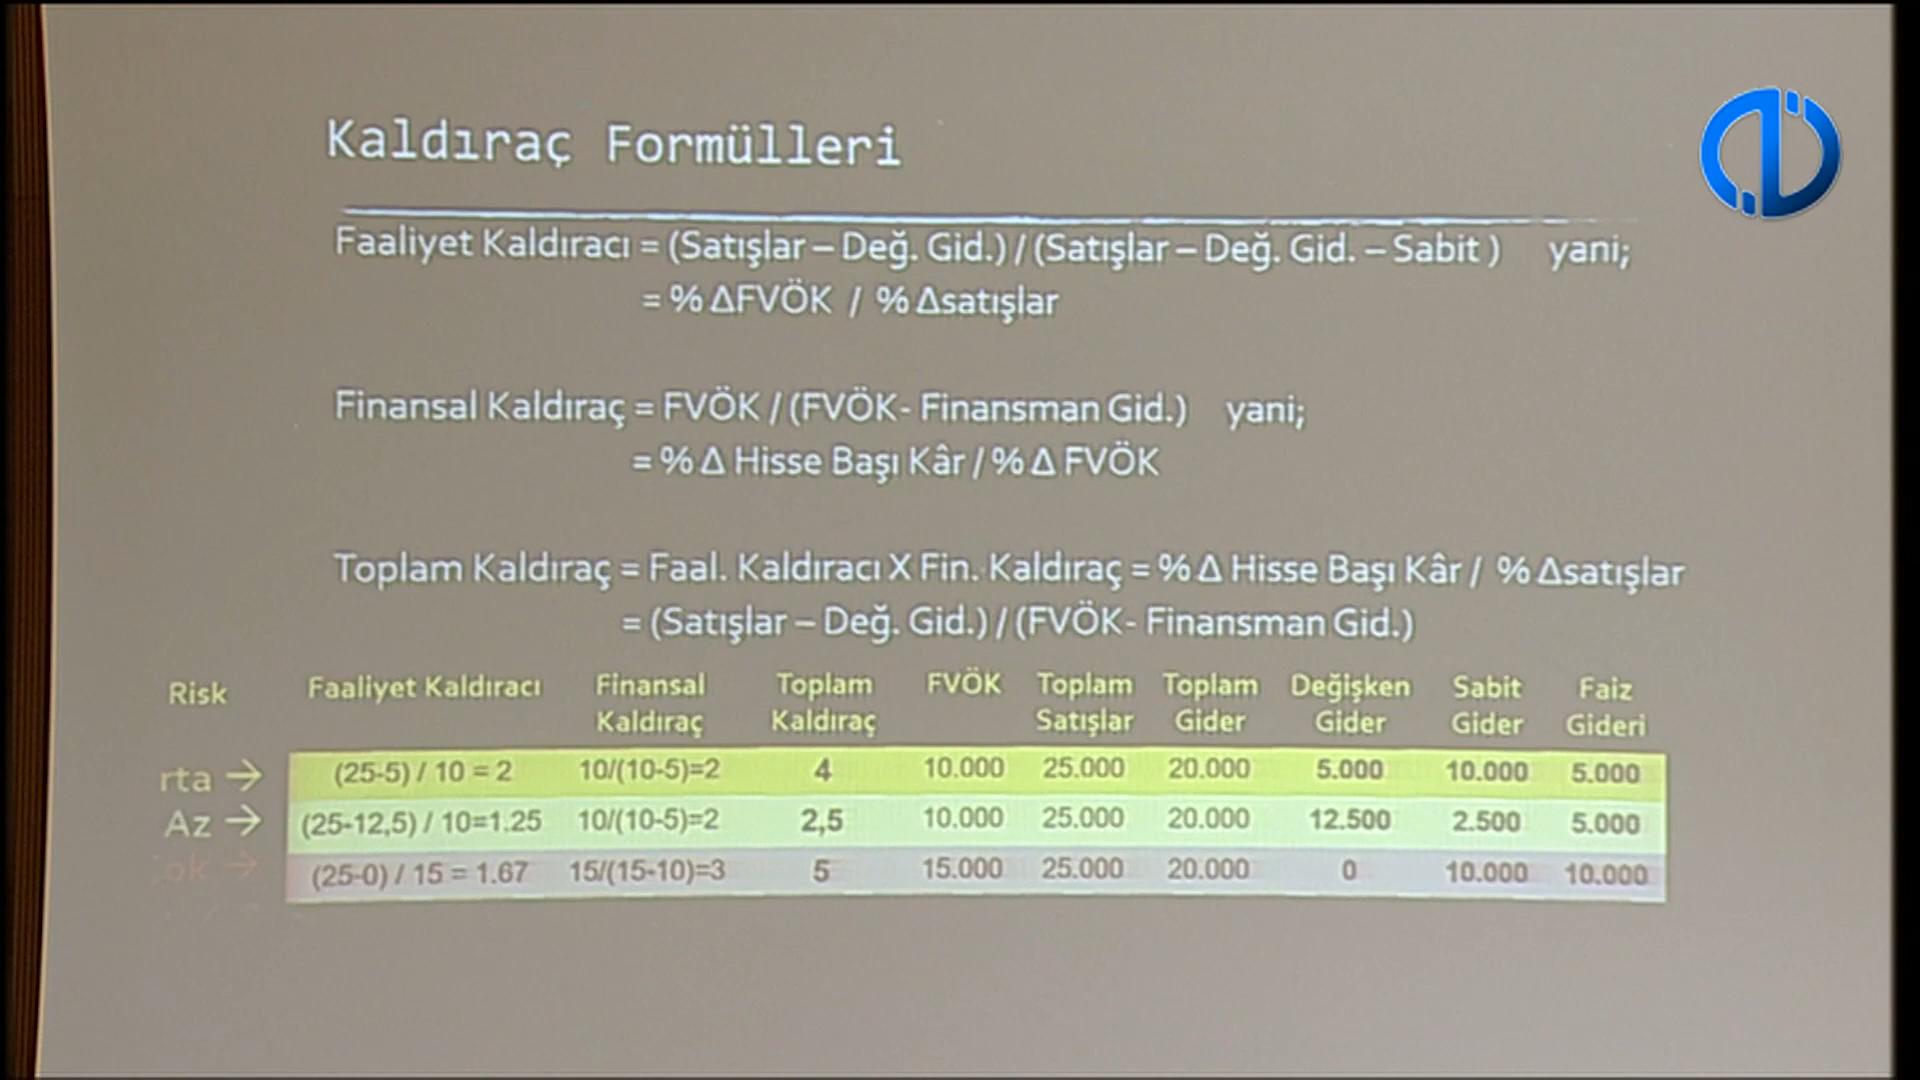 Kaldıraç Formülleri
Faaliyet Kaldıracı = (Satışlar – Değ. Gid.) / (Satışlar – Değ. Gid. – Sabit ) yani;
= % ΔFVÖK / % Δsatışlar
Finansal Kaldıraç = FVÖK / (FVÖK- Finansman Gid.) yani;
= % Δ Hisse Başı Kâr / % Δ FVÖK
Toplam Kaldıraç = Faal. Kaldıracı X Fin. Kaldıraç = % Δ Hisse Başı Kâr / % Δsatışlar
= (Satışlar – Değ. Gid.) / (FVÖK- Finansman Gid.)
Risk Faaliyet Kaldıracı Finansal Kaldıraç Toplam Kaldıraç FVÖK Toplam Satışlar Toplam Gider Değişken Gider Sabit Gider Faiz Gideri
rta → (25-5) / 10 = 2 10/(10-5)=2 4 10.000 25.000 20.000 5.000 10.000 5.000
Az → (25-12,5) / 10=1.25 10/(10-5)=2 2,5 10.000 25.000 20.000 12.500 2.500 5.000
ok → (25-0) / 15 = 1.67 15/(15-10)=3 5 15.000 25.000 20.000 0 10.000 10.000